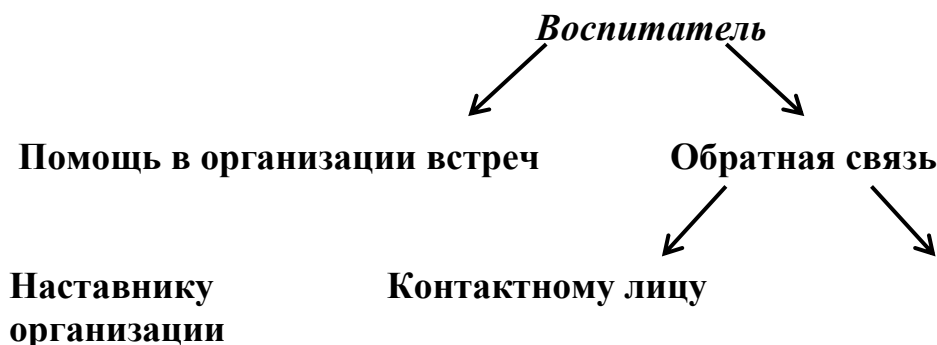 Воспитатель
Помощь в организации встреч Обратная связь
Наставнику Контактному лицу
организации